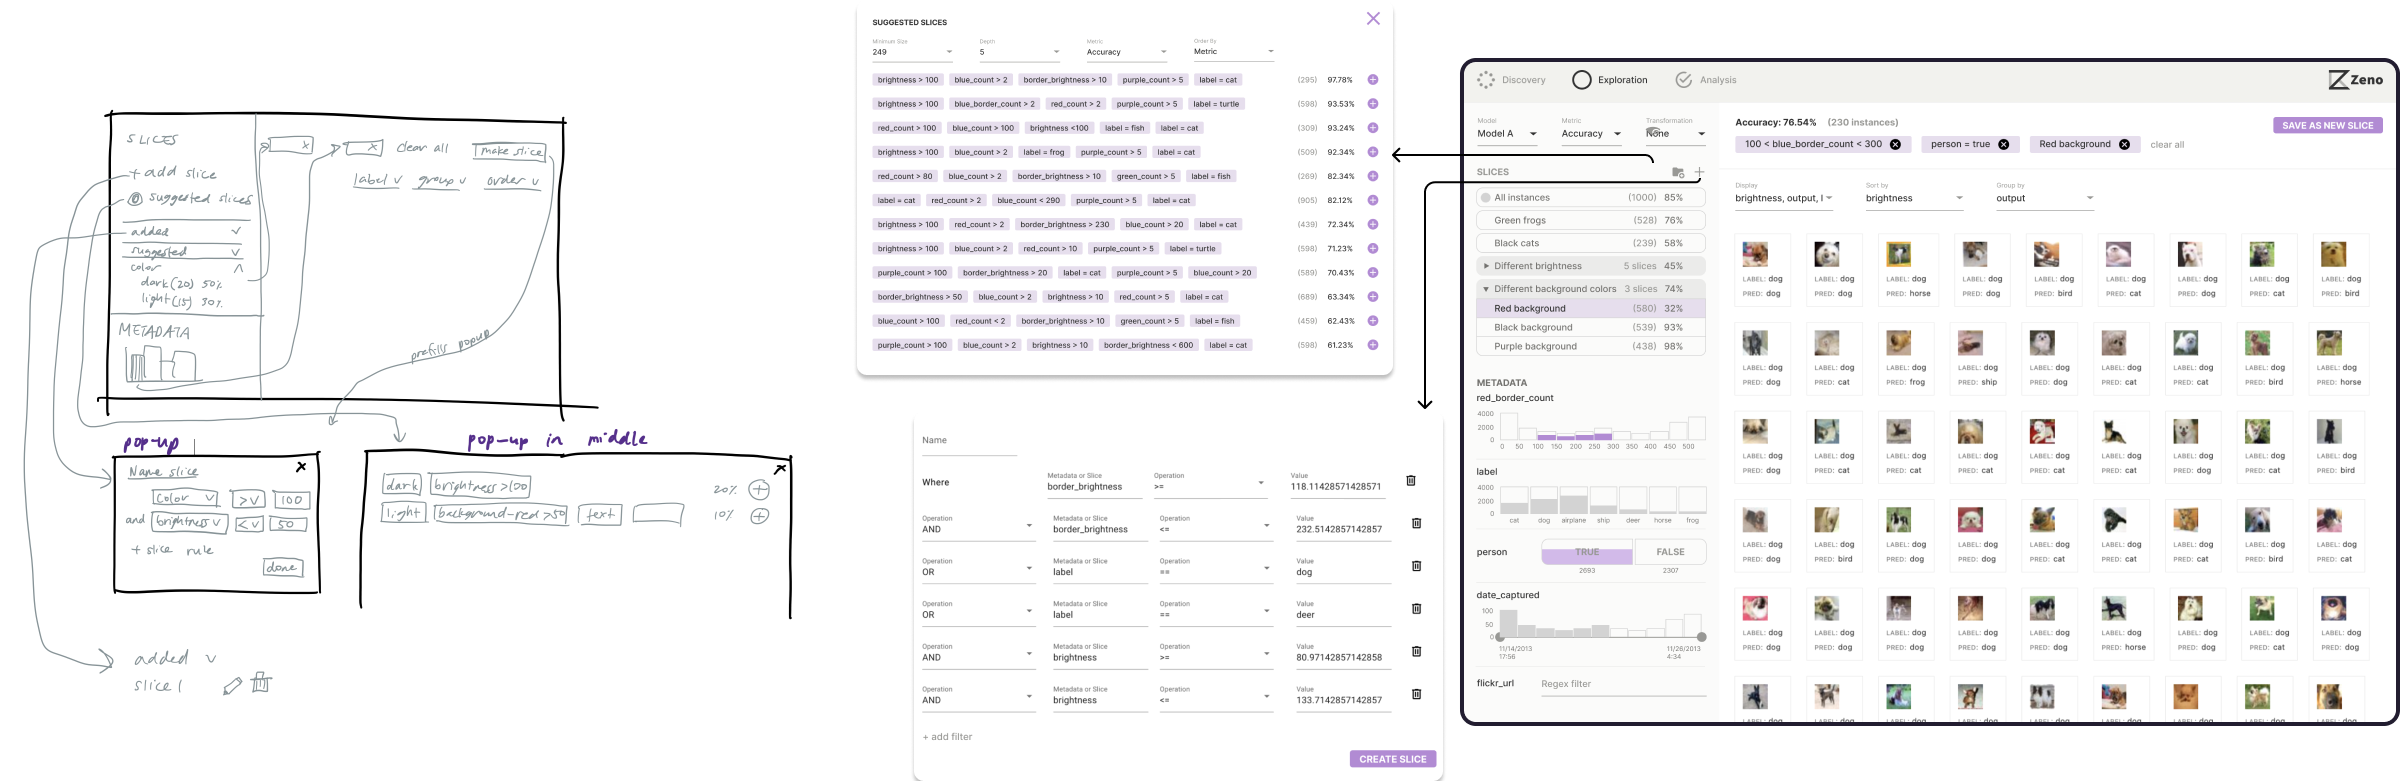 SLICES
+ add slice
suggested slices
added
suggested
color
dark (20) 50%
light (15) 30%
METADATA
x
x
clear all
make slice
label v
group v
order v
prefills popup
pop-up
Name slice
x
color v
> v
100
and
brightness v
< v
50
+ slice rule
done
pop-up in middle
x
dark
brightness >100
20%
+
light
background-red >50
text
10%
+
added v
slice 1
SUGGESTED SLICES
Minimum Size Depth Metric Order By
249 5 Accuracy Metric
brightness > 100 blue_count > 2 border_brightness > 10 purple_count > 5 label = cat (295) 97.78%
brightness > 100 blue_border_count > 2 red_count > 2 purple_count > 5 label = turtle (598) 93.53%
red_count > 100 blue_count > 100 brightness <100 label = fish label = cat (309) 93.24%
brightness > 100 blue_count > 2 label = frog purple_count > 5 label = cat (509) 92.34%
red_count > 80 blue_count > 2 border_brightness > 10 green_count > 5 label = fish (269) 82.34%
label = cat red_count > 2 blue_count < 290 purple_count > 5 label = cat (905) 82.12%
brightness > 100 red_count > 2 border_brightness > 230 blue_count > 20 label = cat (439) 72.34%
brightness > 100 blue_count > 2 red_count > 10 purple_count > 5 label = turtle (598) 71.23%
purple_count > 100 border_brightness > 20 label = cat purple_count > 5 blue_count > 20 (589) 70.43%
border_brightness > 50 blue_count > 2 brightness > 10 red_count > 5 label = cat (689) 63.34%
blue_count > 100 red_count < 2 border_brightness > 10 green_count > 5 label = fish (459) 62.43%
purple_count > 100 blue_count > 2 brightness > 10 border_brightness < 600 label = cat (598) 61.23%
Name
Metadata or Slice Operation Value
Where border_brightness >= 118.11428571428571
Operation Metadata or Slice Operation Value
AND border_brightness <= 232.5142857142857
Operation Metadata or Slice Operation Value
OR label == dog
Operation Metadata or Slice Operation Value
OR label == deer
Operation Metadata or Slice Operation Value
AND brightness >= 80.97142857142858
Operation Metadata or Slice Operation Value
AND brightness <= 133.7142857142857
+ add filter
CREATE SLICE
Discovery Exploration Analysis
Zeno
Model Metric Transformation
Model A Accuracy None
SLICES
All instances (1000) 85%
Green frogs (528) 76%
Black cats (239) 58%
Different brightness 5 slices 45%
Different background colors 3 slices 74%
Red background (580) 32%
Black background (539) 93%
Purple background (438) 98%
METADATA
red_border_count
4000
2000
0
0 50 100 150 200 250 300 350 400 450 500
label
4000
2000
0
cat dog airplane ship deer horse frog
person TRUE FALSE
2693 2307
date_captured
100
50
0
11/14/2013 11/26/2013
17:56 4:34
flickr_url Regex filter
Accuracy: 76.54% (230 instances)
SAVE AS NEW SLICE
100 < blue_border_count < 300 person = true Red background clear all
Display Sort by Group by
brightness, output, l brightness output
LABEL: dog LABEL: dog LABEL: dog LABEL: dog LABEL: dog LABEL: dog LABEL: dog LABEL: dog LABEL: dog
PRED: dog PRED: dog PRED: horse PRED: dog PRED: bird PRED: cat PRED: dog PRED: cat PRED: bird
LABEL: dog LABEL: dog LABEL: dog LABEL: dog LABEL: dog LABEL: dog LABEL: dog LABEL: dog LABEL: dog
PRED: dog PRED: cat PRED: frog PRED: ship PRED: dog PRED: cat PRED: cat PRED: bird PRED: horse
LABEL: dog LABEL: dog LABEL: dog LABEL: dog LABEL: dog LABEL: dog LABEL: dog LABEL: dog LABEL: dog
PRED: dog PRED: cat PRED: cat PRED: dog PRED: cat PRED: dog PRED: dog PRED: cat PRED: bird
LABEL: dog LABEL: dog LABEL: dog LABEL: dog LABEL: dog LABEL: dog LABEL: dog LABEL: dog LABEL: dog
PRED: dog PRED: dog PRED: dog PRED: dog PRED: cat PRED: cat PRED: dog PRED: bird PRED: cat
LABEL: dog LABEL: dog LABEL: dog LABEL: dog LABEL: dog LABEL: dog LABEL: dog LABEL: dog LABEL: dog
PRED: dog PRED: dog PRED: dog PRED: dog PRED: dog PRED: horse PRED: dog PRED: cat PRED: dog
LABEL: dog LABEL: dog LABEL: dog LABEL: dog LABEL: dog LABEL: dog LABEL: dog LABEL: dog LABEL: dog